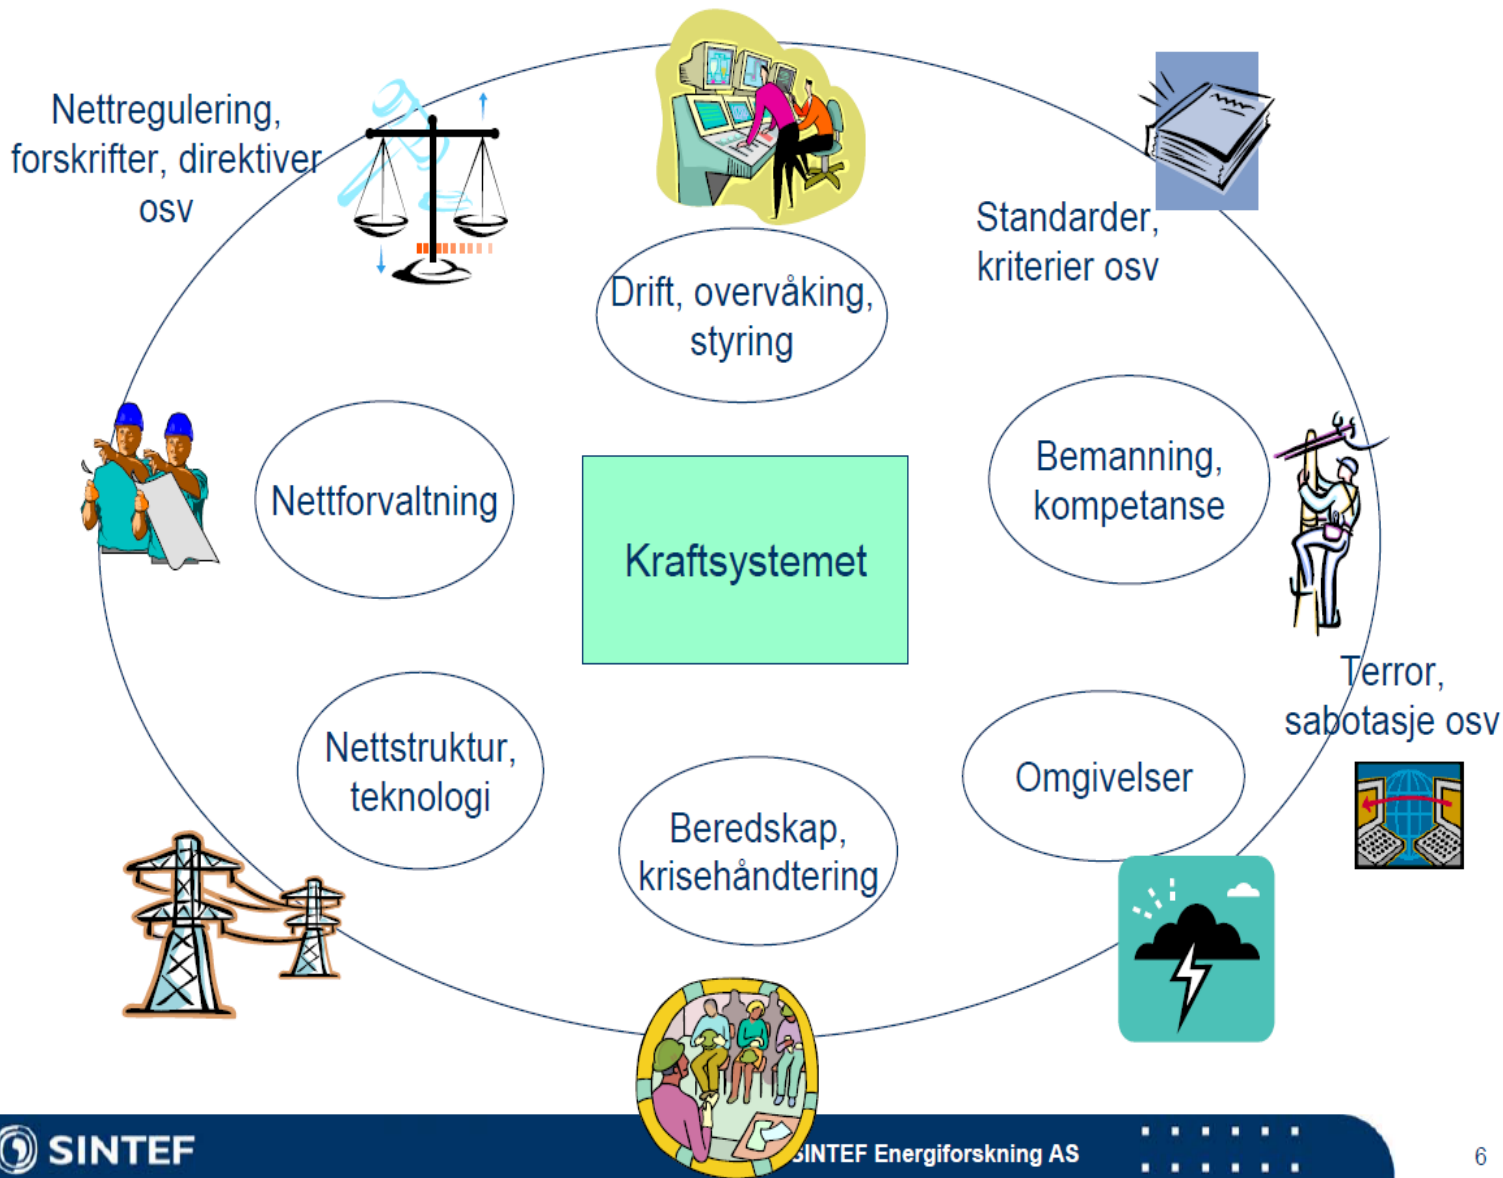 Nettregulering,
forskrifter, direktiver
osv
Standarder,
kriterier osv
Drift, overvåking,
styring
Nettforvaltning
Bemanning,
kompetanse
Kraftsystemet
Terror,
sabotasje osv
Nettstruktur,
teknologi
Beredskap,
krisehåndtering
Omgivelser
SINTEF
SINTEF Energiforskning AS
6